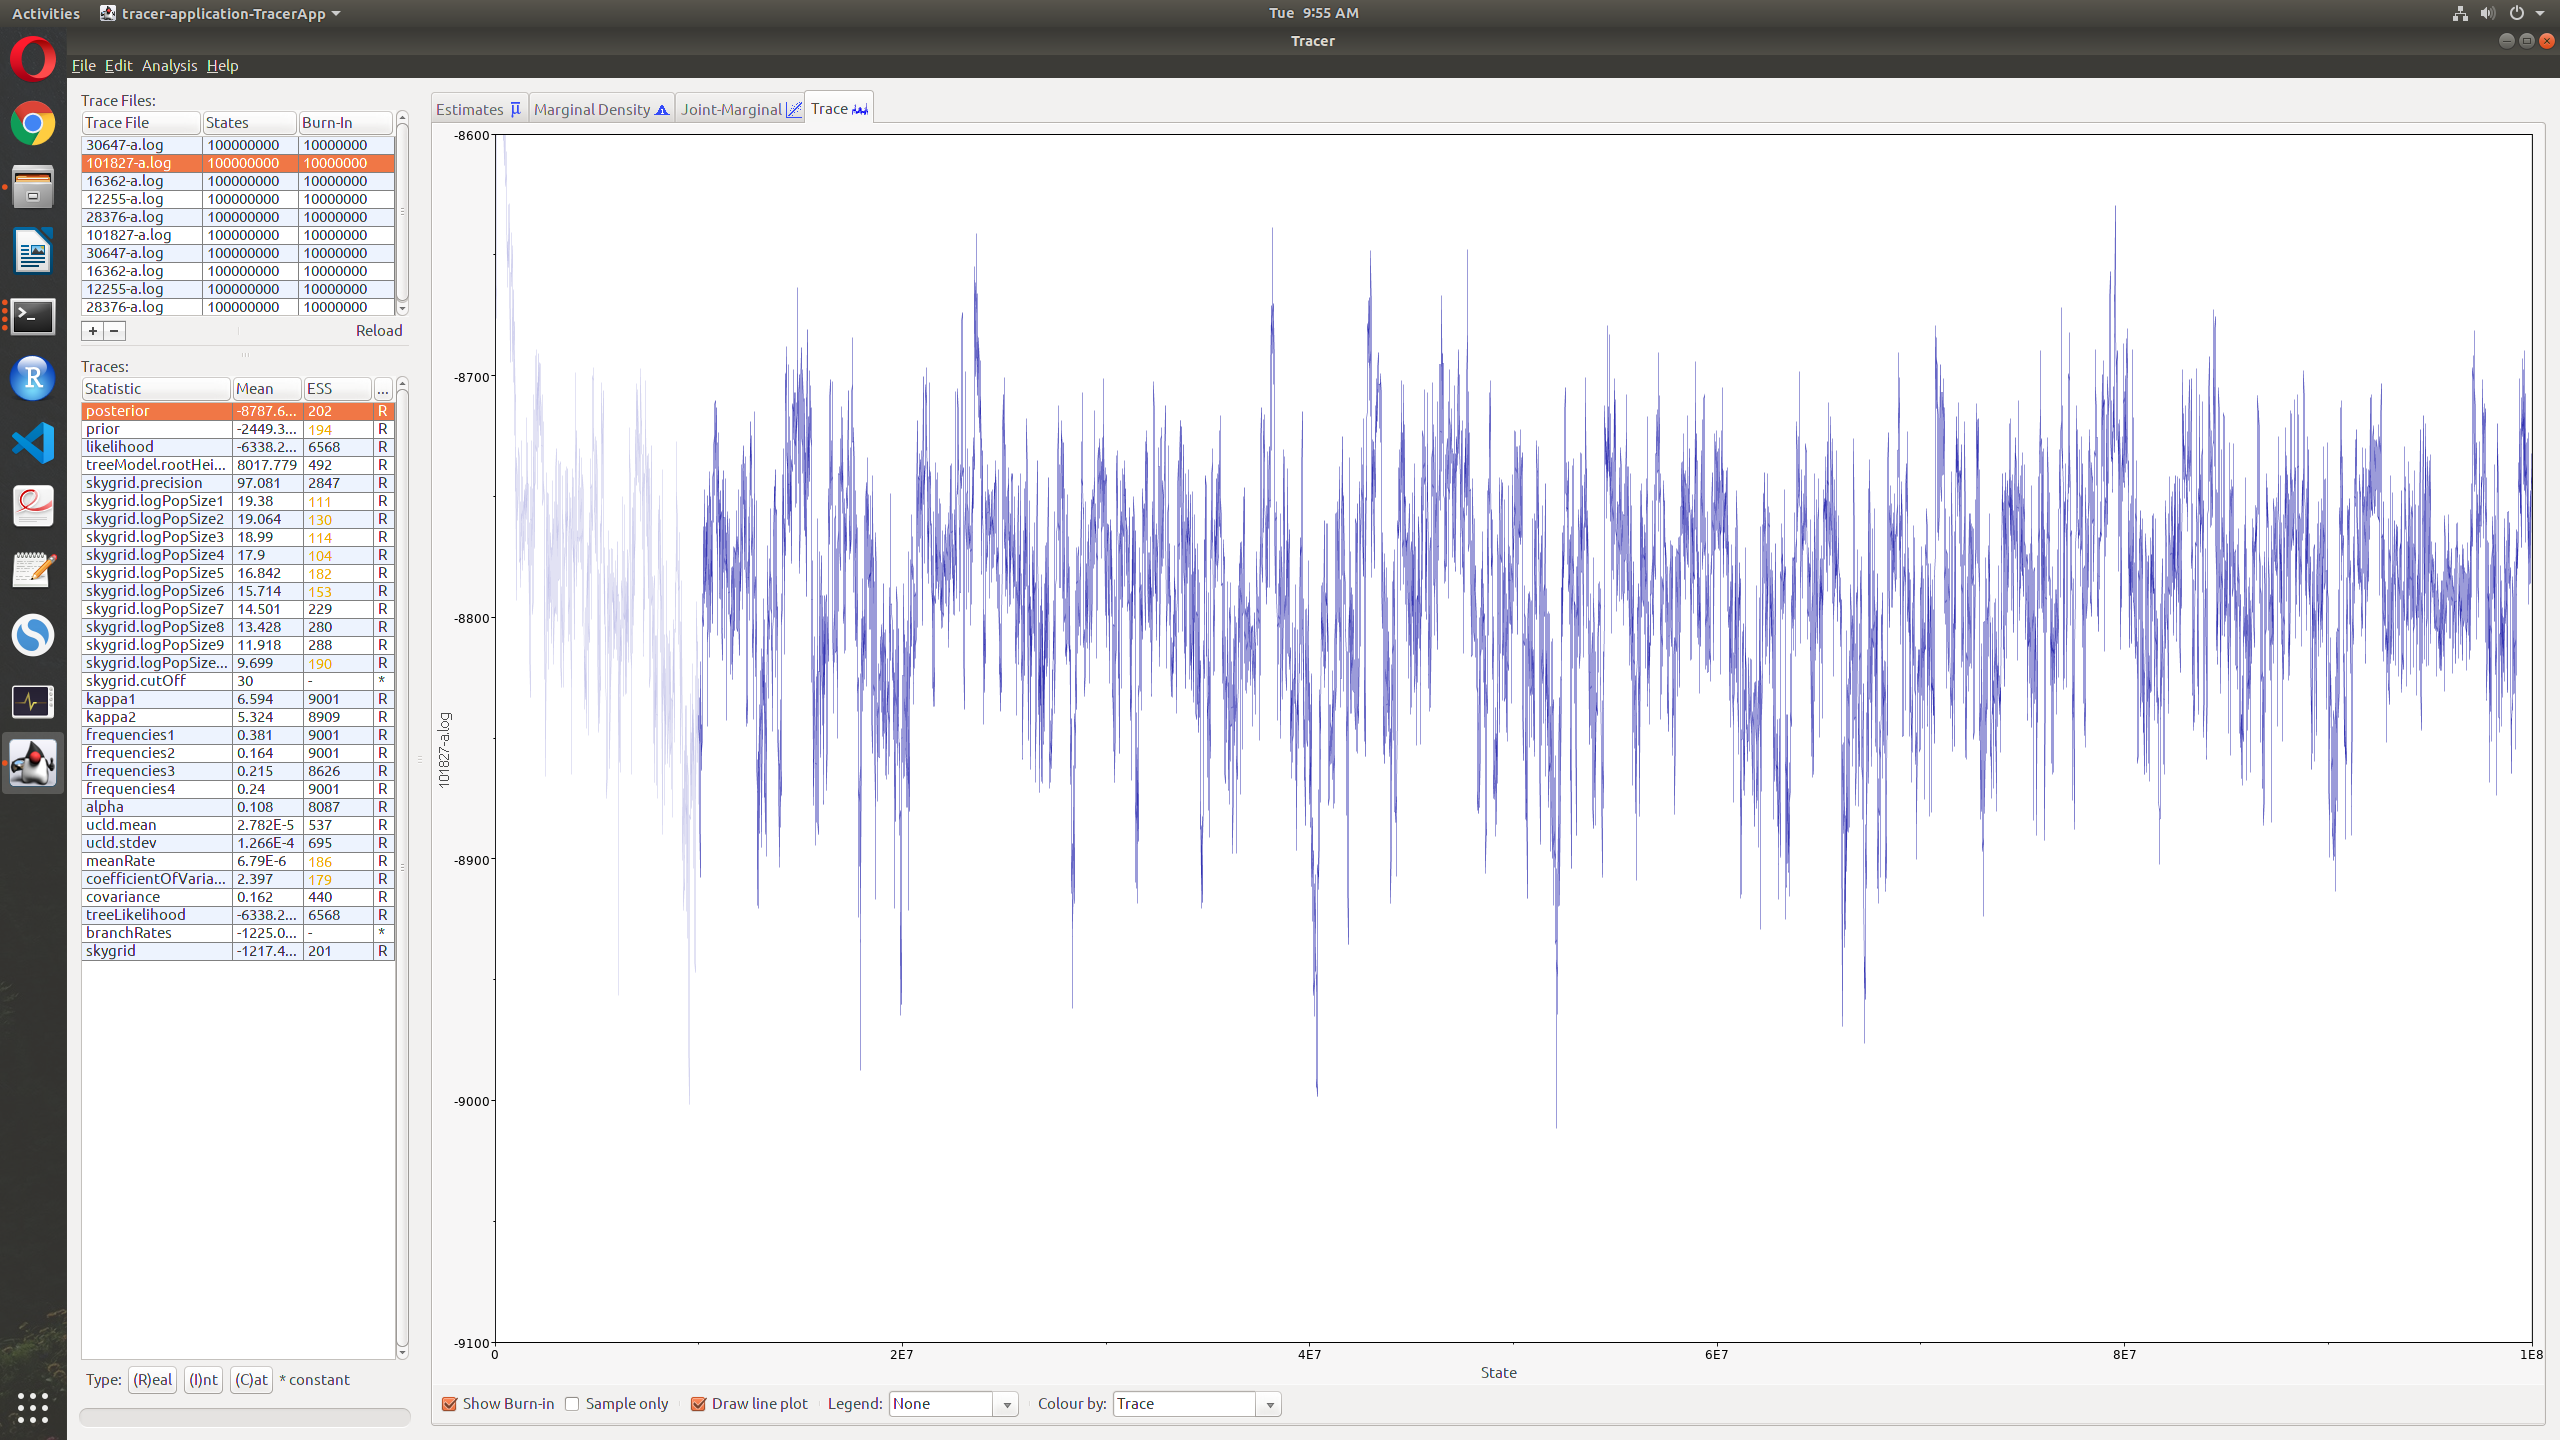 Activities tracer-application-TracerApp Tue 9:55 AM
Tracer
File Edit Analysis Help
Trace Files:
Trace File States Burn-In
30647-a.log 100000000 10000000
101827-a.log 100000000 10000000
16362-a.log 100000000 10000000
12255-a.log 100000000 10000000
28376-a.log 100000000 10000000
101827-a.log 100000000 10000000
30647-a.log 100000000 10000000
16362-a.log 100000000 10000000
12255-a.log 100000000 10000000
28376-a.log 100000000 10000000
+ − Reload
Traces:
Statistic Mean ESS ...
posterior -8787.6... 202 R
prior -2449.3... 194 R
likelihood -6338.2... 6568 R
treeModel.rootHei... 8017.779 492 R
skygrid.precision 97.081 2847 R
skygrid.logPopSize1 19.38 111 R
skygrid.logPopSize2 19.064 130 R
skygrid.logPopSize3 18.99 114 R
skygrid.logPopSize4 17.9 104 R
skygrid.logPopSize5 16.842 182 R
skygrid.logPopSize6 15.714 153 R
skygrid.logPopSize7 14.501 229 R
skygrid.logPopSize8 13.428 280 R
skygrid.logPopSize9 11.918 288 R
skygrid.logPopSize... 9.699 190 R
skygrid.cutOff 30 - *
kappa1 6.594 9001 R
kappa2 5.324 8909 R
frequencies1 0.381 9001 R
frequencies2 0.164 9001 R
frequencies3 0.215 8626 R
frequencies4 0.24 9001 R
alpha 0.108 8087 R
ucld.mean 2.782E-5 537 R
ucld.stdev 1.266E-4 695 R
meanRate 6.79E-6 186 R
coefficientOfVaria... 2.397 179 R
covariance 0.162 440 R
treeLikelihood -6338.2... 6568 R
branchRates -1225.0... - *
skygrid -1217.4... 201 R
Type: (R)eal (I)nt (C)at * constant
Estimates μ Marginal Density Joint-Marginal Trace
-8600
-8700
-8800
-8900
-9000
-9100
101827-a.log
0 2E7 4E7 6E7 8E7 1E8
State
Show Burn-in Sample only Draw line plot Legend: None Colour by: Trace